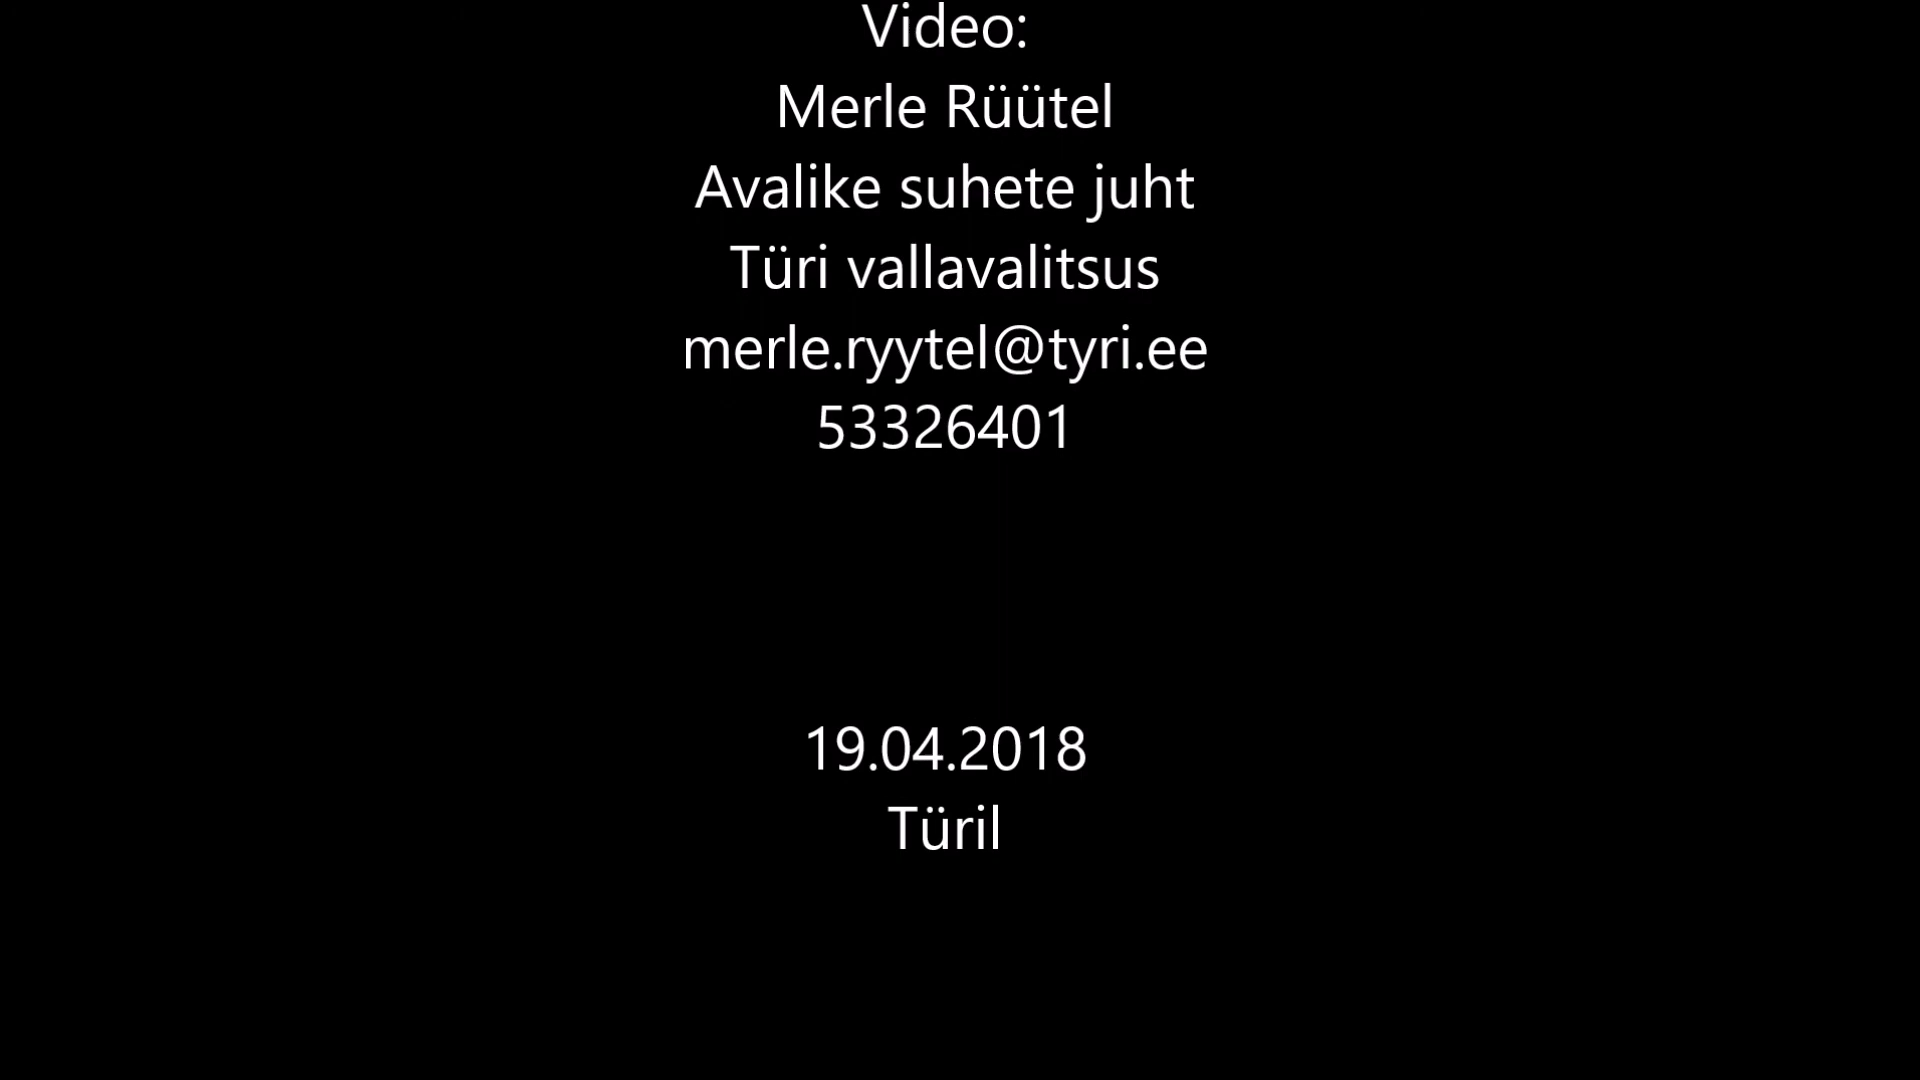 Video:
Merle Rüütel
Avalike suhete juht
Türi vallavalitsus
merle.ryytel@tyri.ee
53326401
19.04.2018
Türil